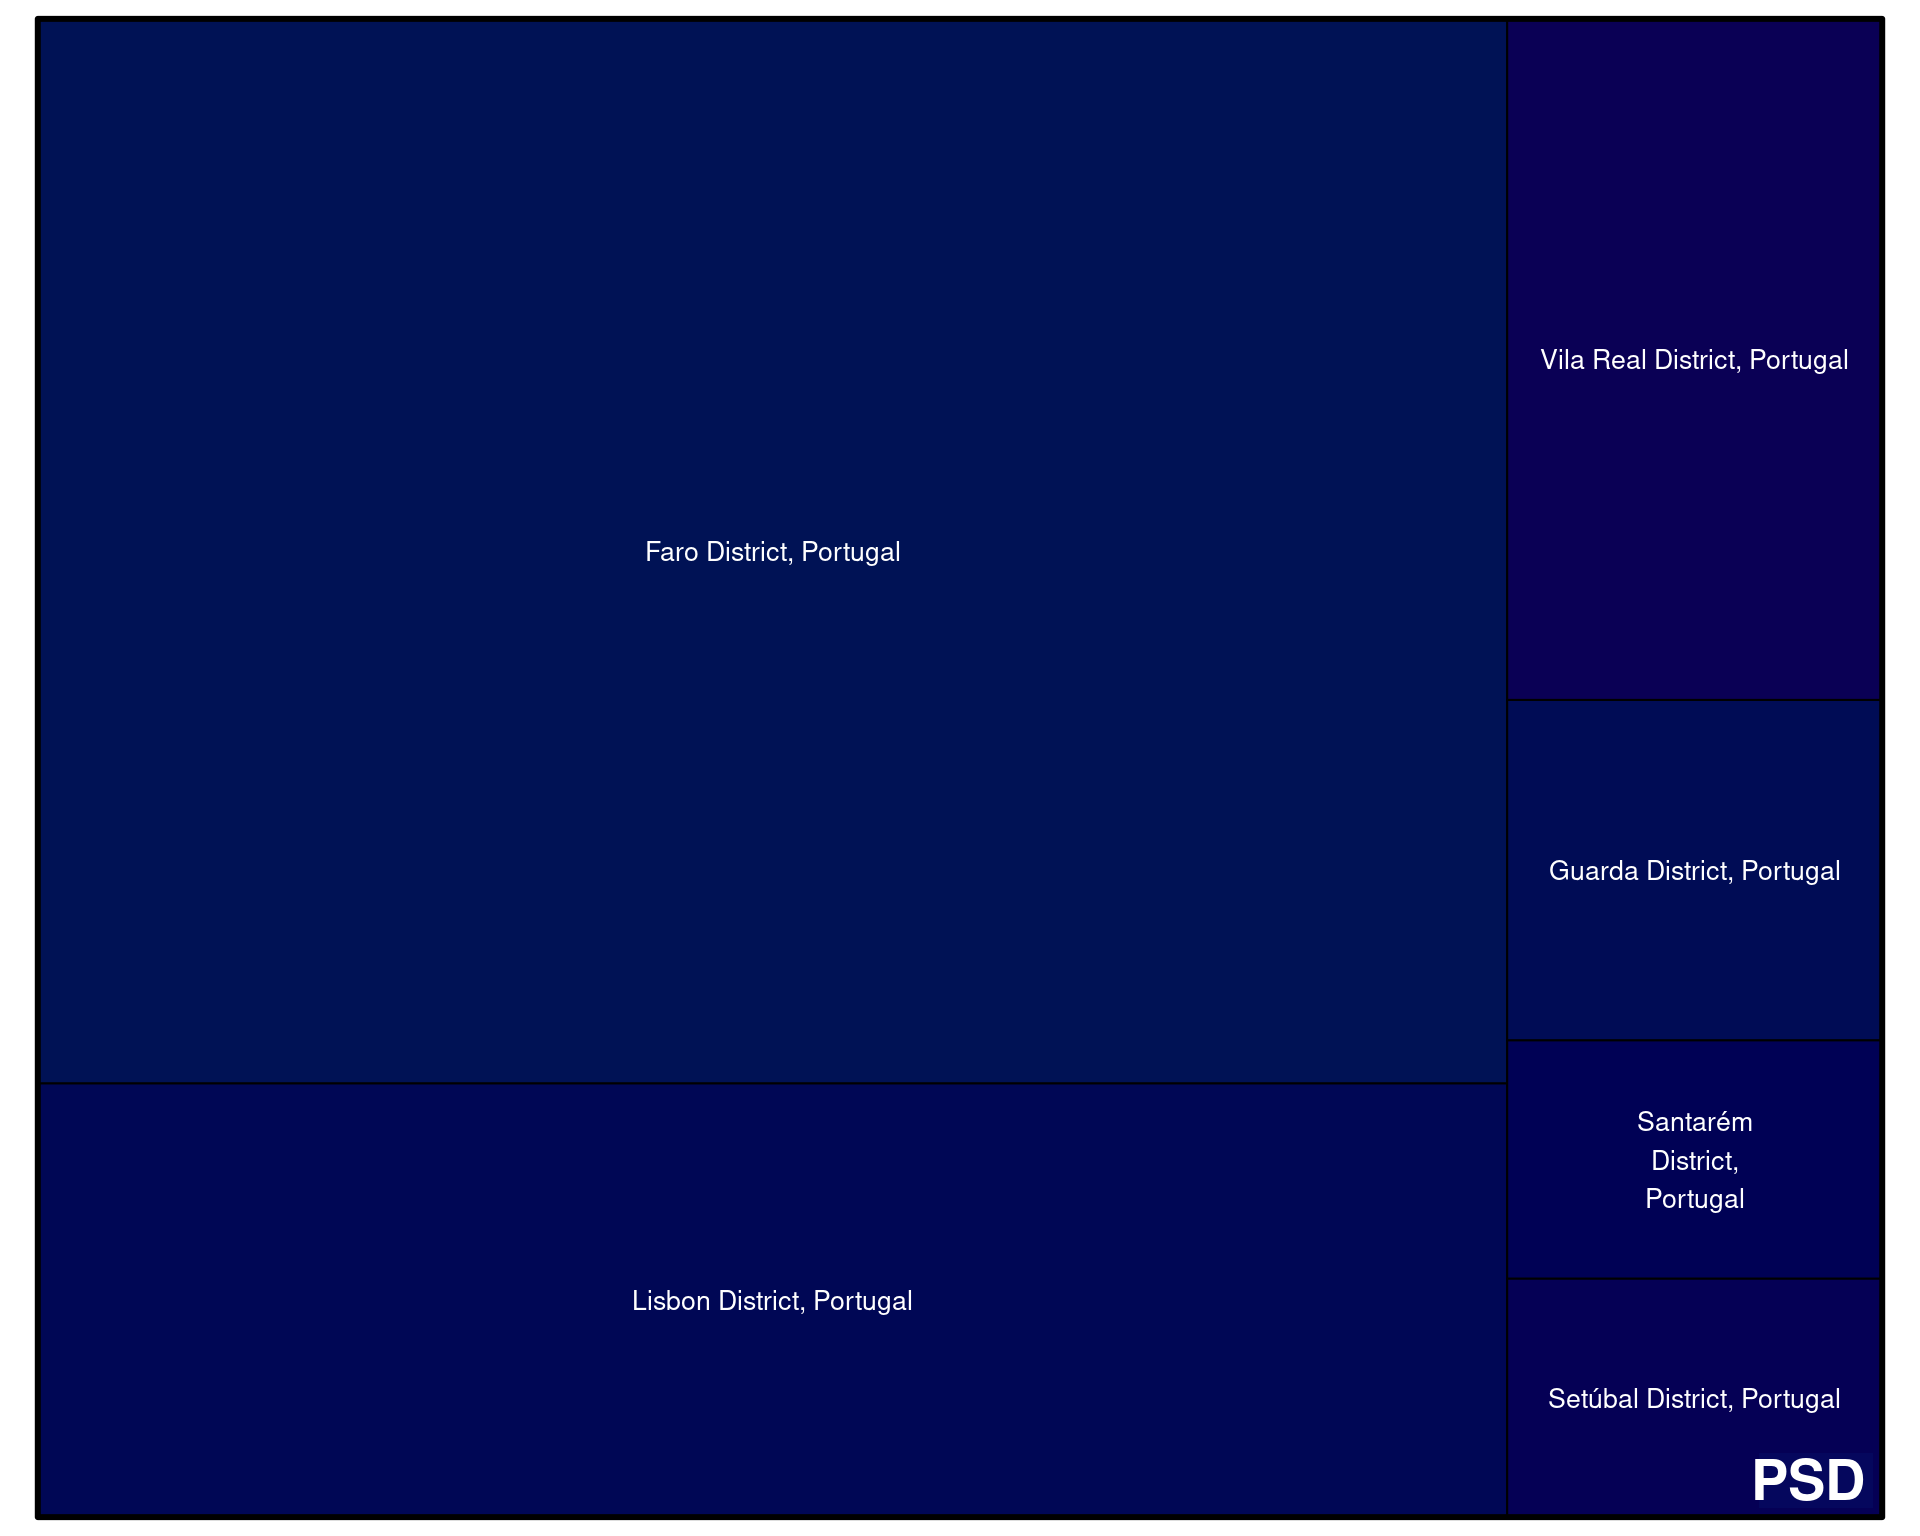 Faro District, Portugal
Lisbon District, Portugal
Vila Real District, Portugal
Guarda District, Portugal
Santarém
District,
Portugal
Setúbal District, Portugal
PSD